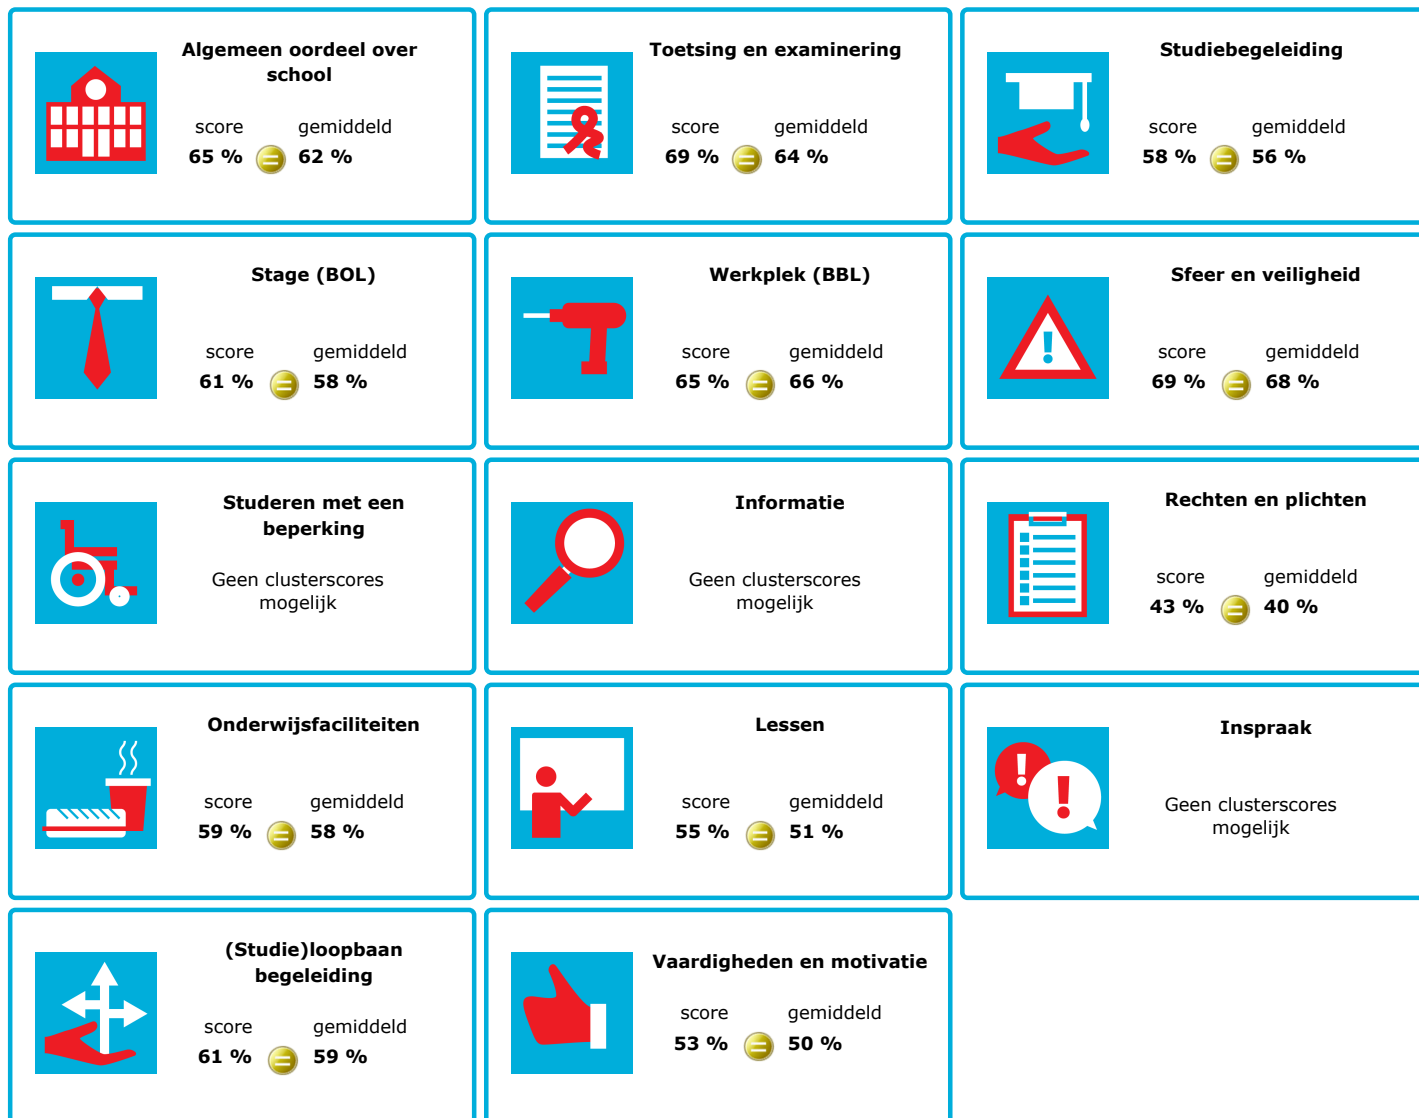 Algemeen oordeel over
school
score gemiddeld
65 % = 62 %
Toetsing en examinering
score gemiddeld
69 % = 64 %
Studiebegeleiding
score gemiddeld
58 % = 56 %
Stage (BOL)
score gemiddeld
61 % = 58 %
Werkplek (BBL)
score gemiddeld
65 % = 66 %
Sfeer en veiligheid
score gemiddeld
69 % = 68 %
Studeren met een
beperking
Geen clusterscores
mogelijk
Informatie
Geen clusterscores
mogelijk
Rechten en plichten
score gemiddeld
43 % = 40 %
Onderwijsfaciliteiten
score gemiddeld
59 % = 58 %
Lessen
score gemiddeld
55 % = 51 %
Inspraak
Geen clusterscores
mogelijk
(Studie)loopbaan
begeleiding
score gemiddeld
61 % = 59 %
Vaardigheden en motivatie
score gemiddeld
53 % = 50 %